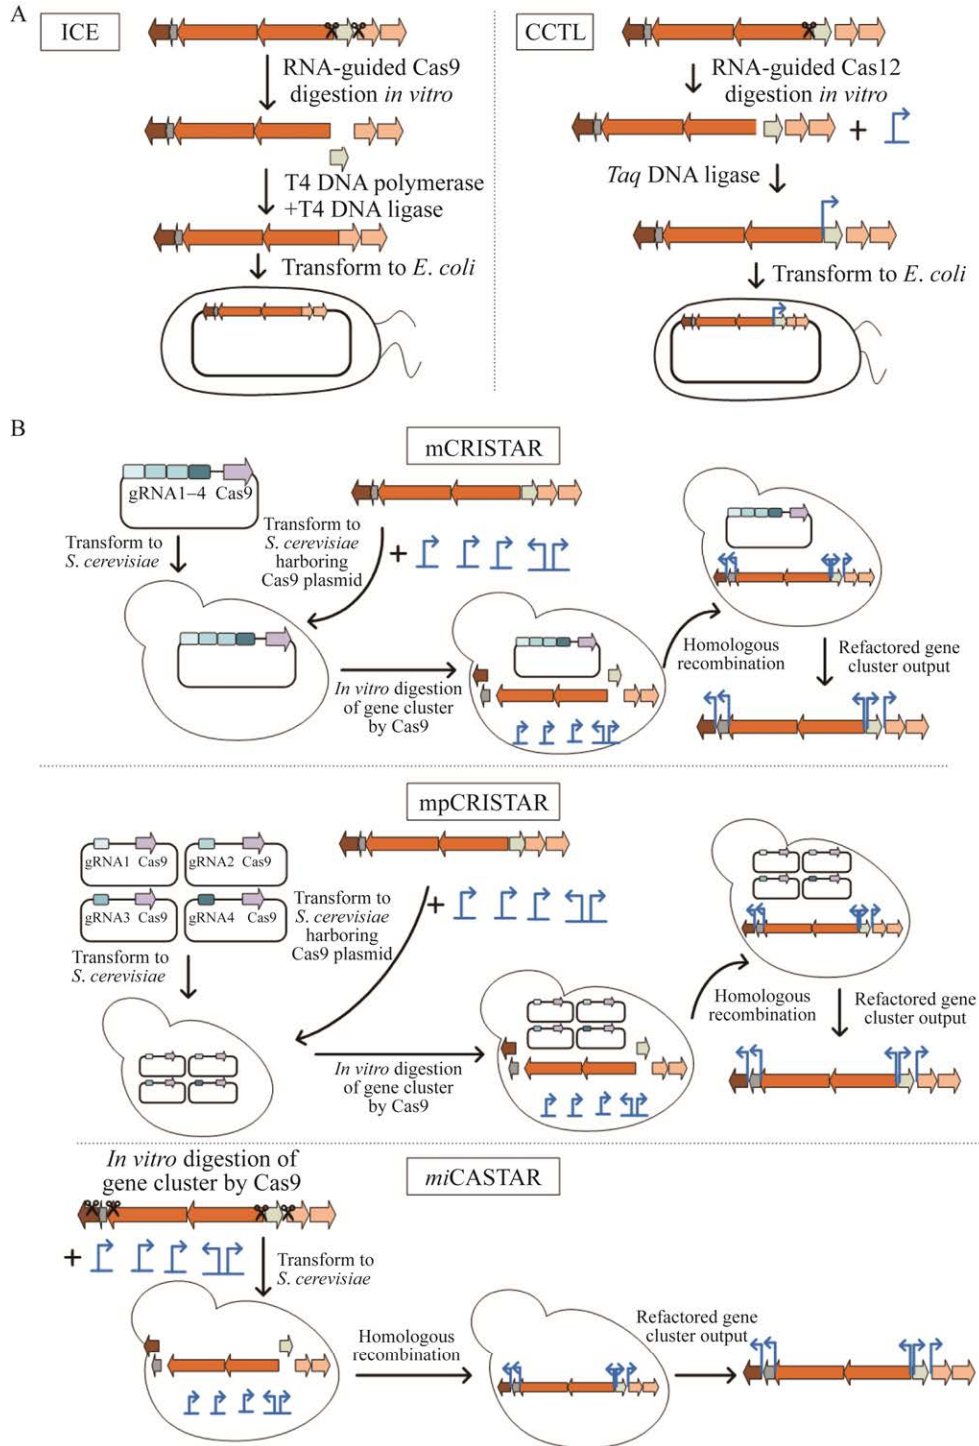 A
ICE
RNA-guided Cas9
digestion in vitro
T4 DNA polymerase
+T4 DNA ligase
Transform to E. coli
CCTL
RNA-guided Cas12
digestion in vitro
+
Taq DNA ligase
Transform to E. coli
B
mCRISTAR
gRNA1–4 Cas9
Transform to
S. cerevisiae
Transform to
S. cerevisiae
harboring
Cas9 plasmid
+
In vitro digestion
of gene cluster
by Cas9
Homologous
recombination
Refactored gene
cluster output
mpCRISTAR
gRNA1 Cas9
gRNA2 Cas9
gRNA3 Cas9
gRNA4 Cas9
Transform to
S. cerevisiae
Transform to
S. cerevisiae
harboring
Cas9 plasmid
+
In vitro digestion
of gene cluster
by Cas9
Homologous
recombination
Refactored gene
cluster output
miCASTAR
In vitro digestion of
gene cluster by Cas9
+
Transform to
S. cerevisiae
Homologous
recombination
Refactored gene
cluster output